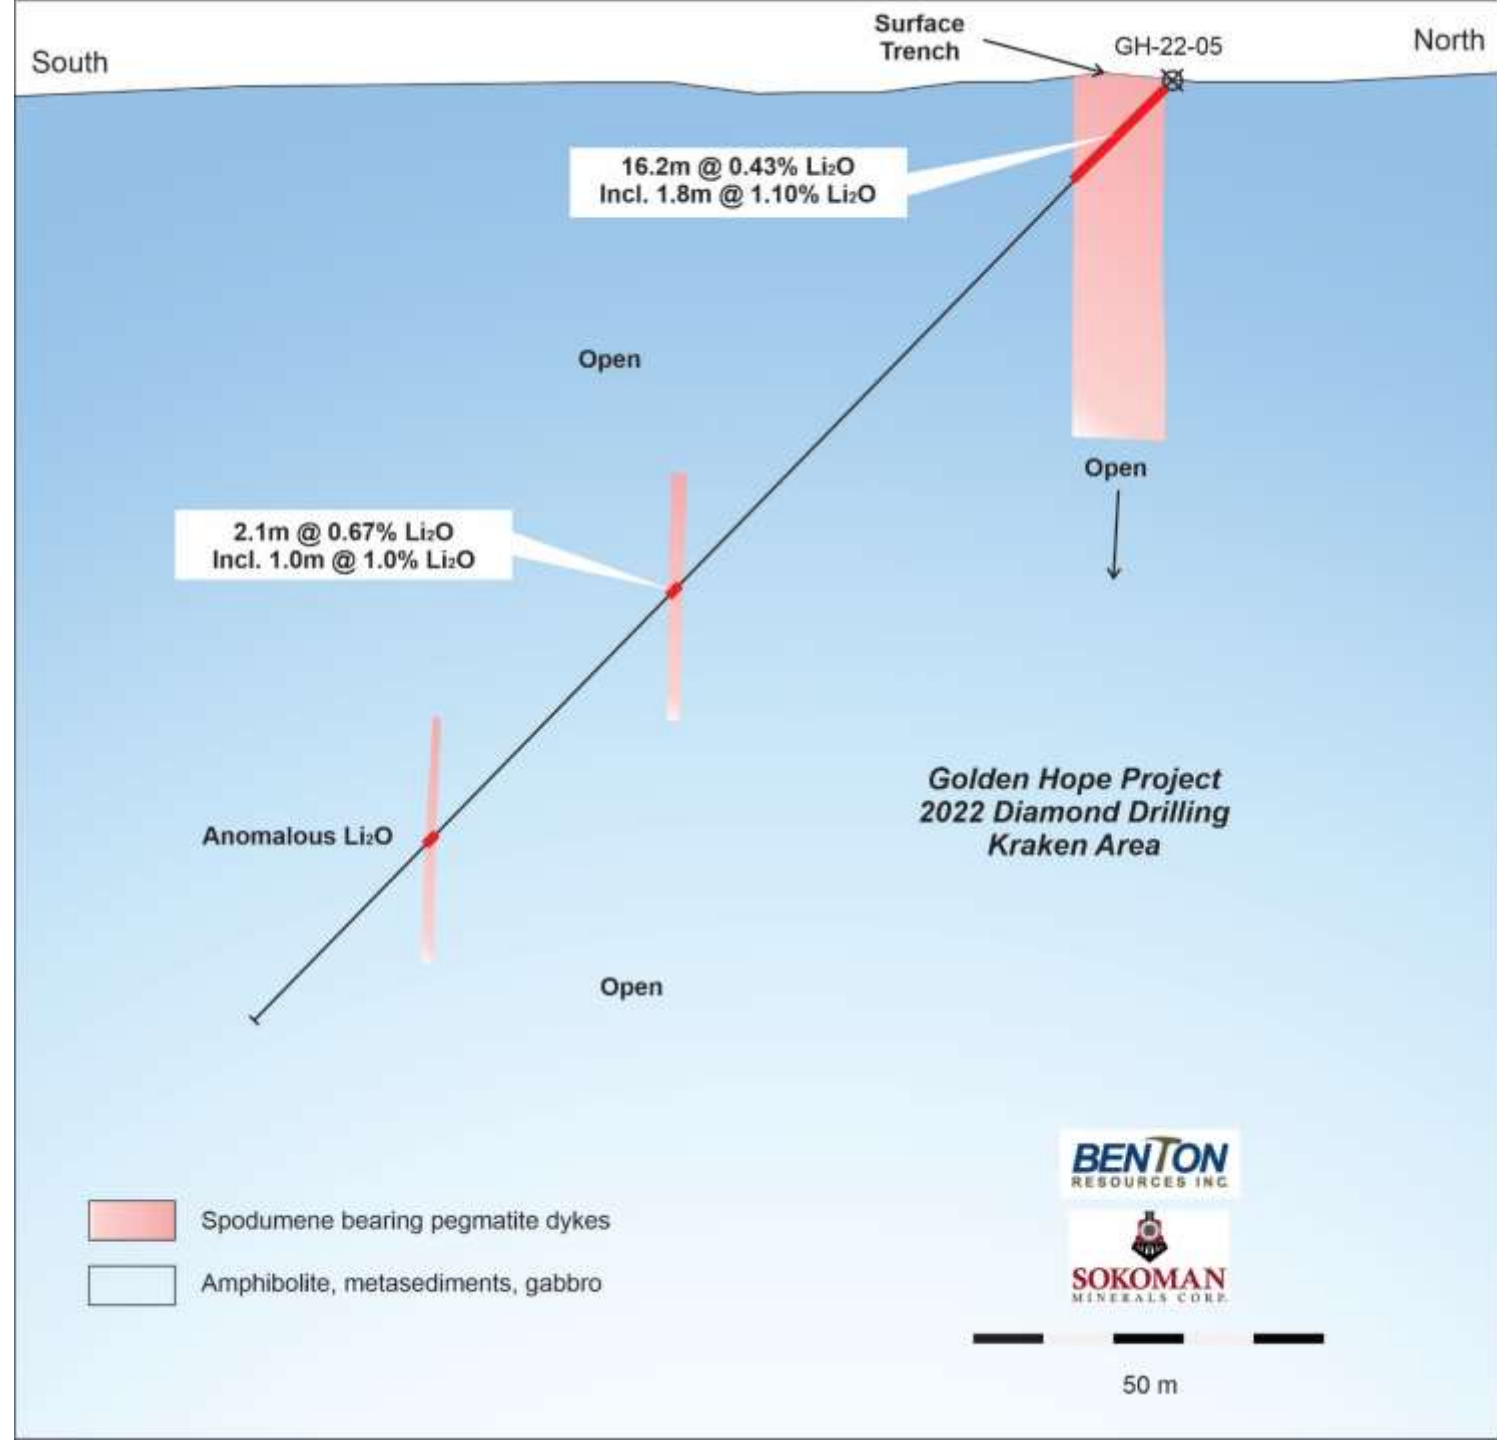 South
Surface
Trench
GH-22-05
North
16.2m @ 0.43% Li₂O
Incl. 1.8m @ 1.10% Li₂O
Open
Open
2.1m @ 0.67% Li₂O
Incl. 1.0m @ 1.0% Li₂O
Golden Hope Project
2022 Diamond Drilling
Kraken Area
Anomalous Li₂O
Open
BENTON
RESOURCES INC
Spodumene bearing pegmatite dykes
Amphibolite, metasediments, gabbro
SOKOMAN
MINERALS CORP.
50 m